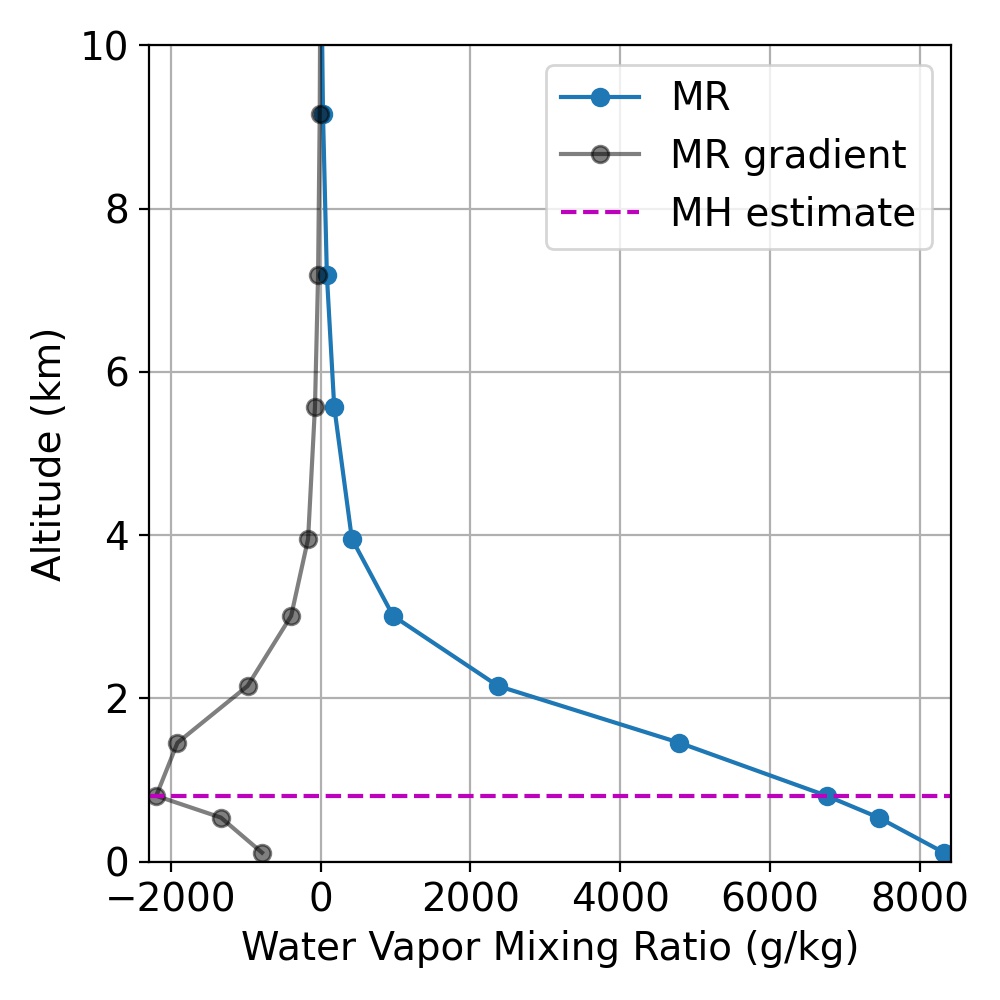 10
8
6
4
2
0
Altitude (km)
MR
MR gradient
MH estimate
−2000 0 2000 4000 6000 8000
Water Vapor Mixing Ratio (g/kg)